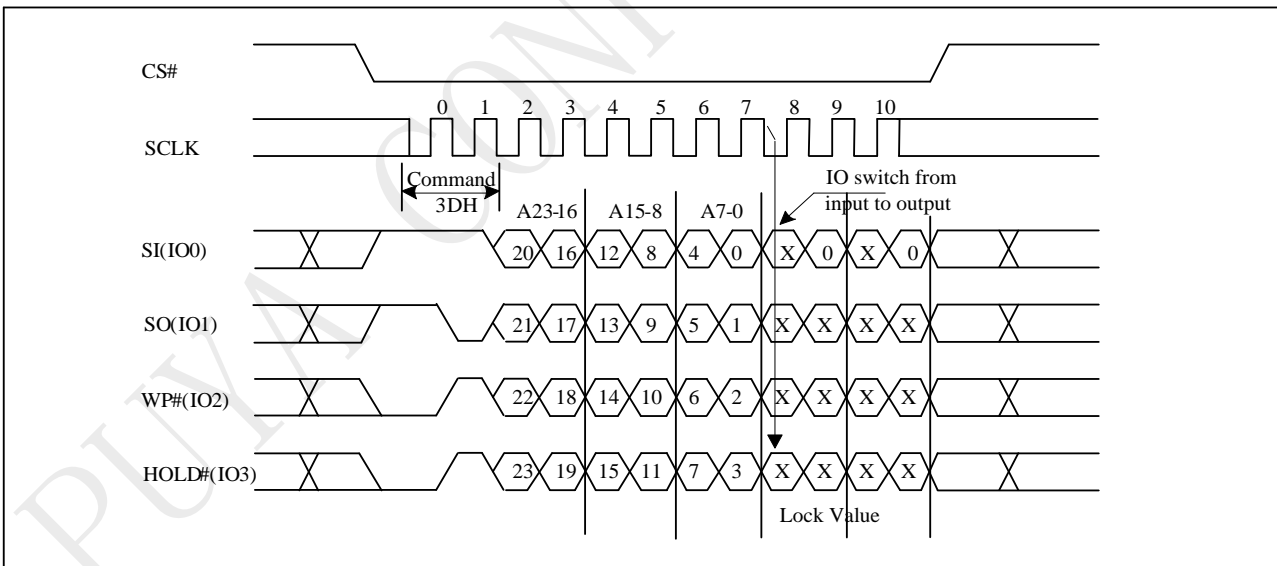 PUYA CONF
CS#
0 1 2 3 4 5 6 7 8 9 10
SCLK
Command
3DH
IO switch from
input to output
A23-16 A15-8 A7-0
SI(IO0)
20 16 12 8 4 0 X 0 X 0
SO(IO1)
21 17 13 9 5 1 X X X X
WP#(IO2)
22 18 14 10 6 2 X X X X
HOLD#(IO3)
23 19 15 11 7 3 X X X X
Lock Value